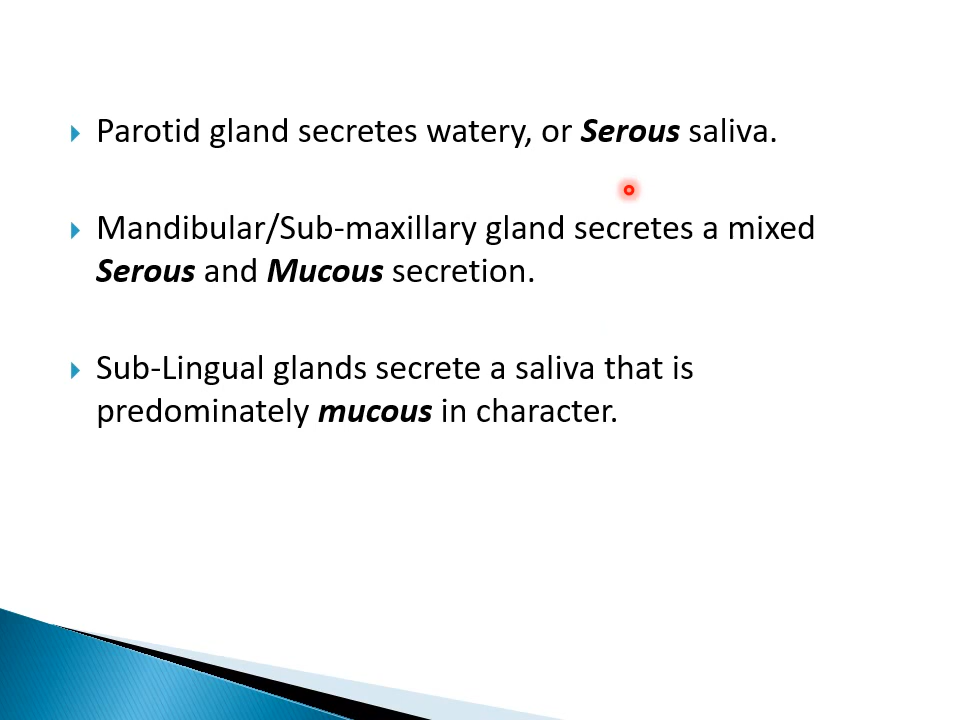 Parotid gland secretes watery, or Serous saliva.
Mandibular/Sub-maxillary gland secretes a mixed
Serous and Mucous secretion.
Sub-Lingual glands secrete a saliva that is
predominately mucous in character.